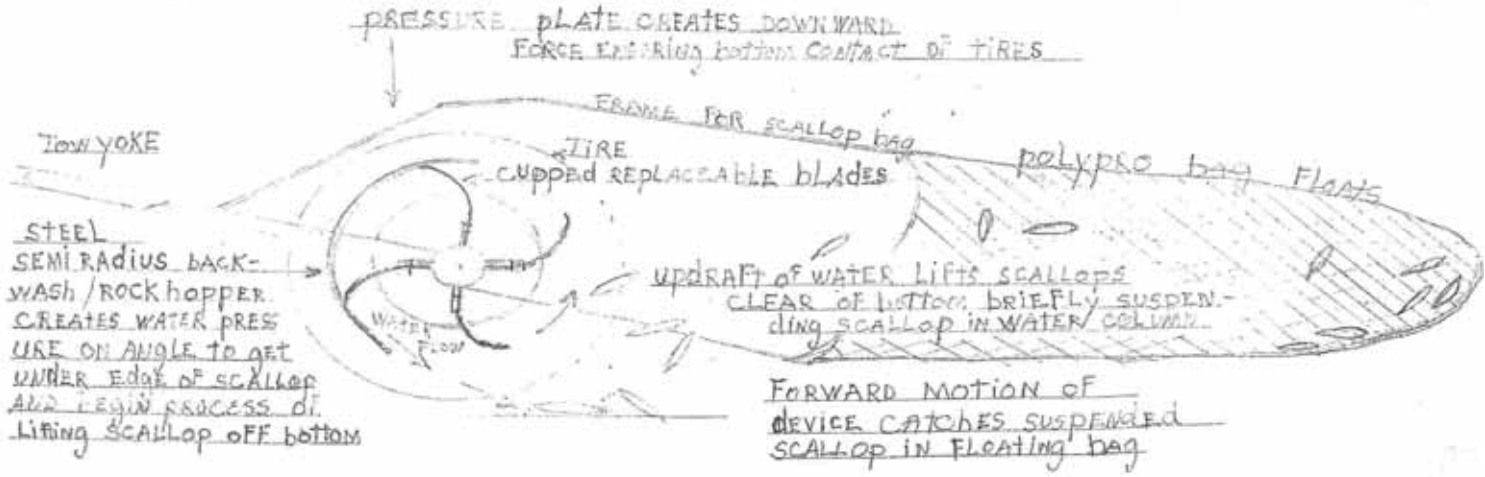 PRESSURE PLATE CREATES DOWNWARD
FORCE ENSURING bottom CONTACT OF TIRES
FRAME FOR SCALLOP bag
TOW YOKE
TIRE
CUPPED REPLACEABLE blADES
polypro bag FLOATS
STEEL
SEMI RADIUS BACK-
WASH/ROCK hoppER
CREATES WATER PRESS
URE ON ANGLE TO GET
UNDER EdgE OF SCALLOP
AND bEGIN PROCESS OF
LIFTING SCALLOP OFF bottom
WATER
FLOW
UPDRAFT OF WATER LIFTS SCALLOPS
CLEAR OF bottom bRIEFLY SUSPEN-
ding SCALLOP IN WATER COLUMN
FORWARD MOTION OF
dEVICE CATCHES SUSPENdEd
SCALLOP IN FLOATING bag